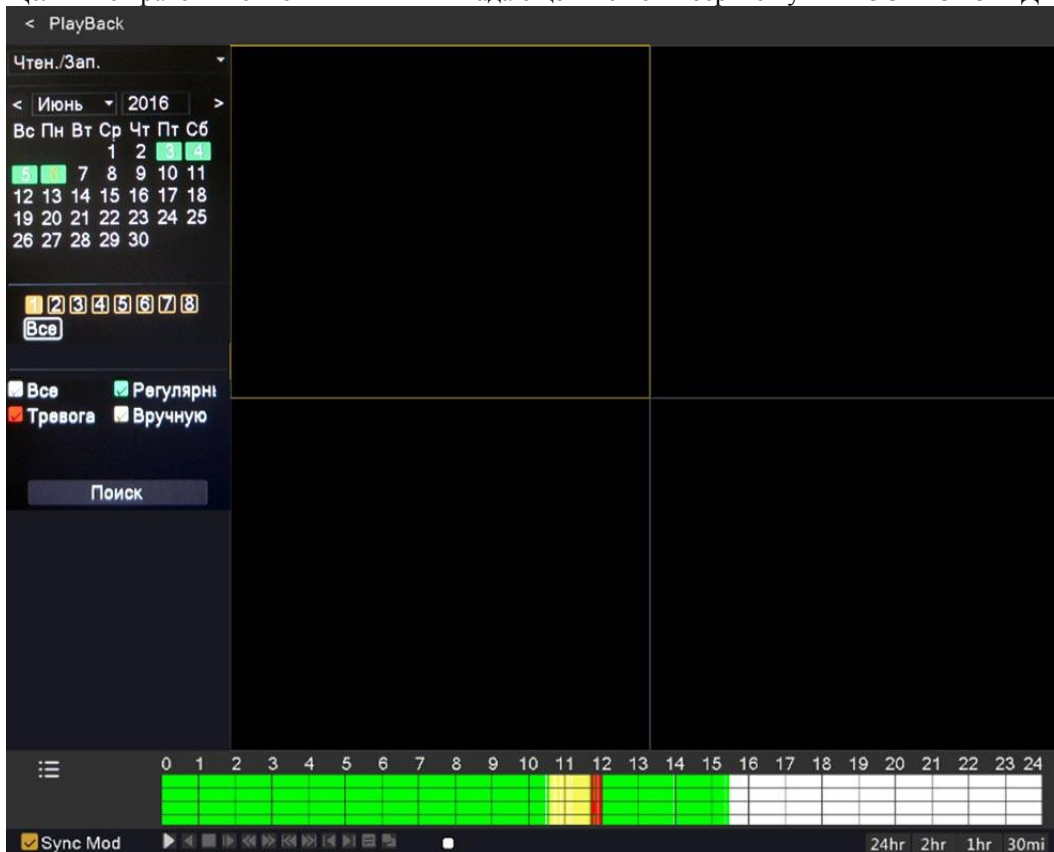 < PlayBack
Чтен./Зап.
< Июнь 2016 >
Вс Пн Вт Ср Чт Пт Сб
1 2 3 4
5 6 7 8 9 10 11
12 13 14 15 16 17 18
19 20 21 22 23 24 25
26 27 28 29 30
1 2 3 4 5 6 7 8
Все
Все Регулярнь
Тревога Вручную
Поиск
0 1 2 3 4 5 6 7 8 9 10 11 12 13 14 15 16 17 18 19 20 21 22 23 24
Sync Mod
24hr 2hr 1hr 30mi